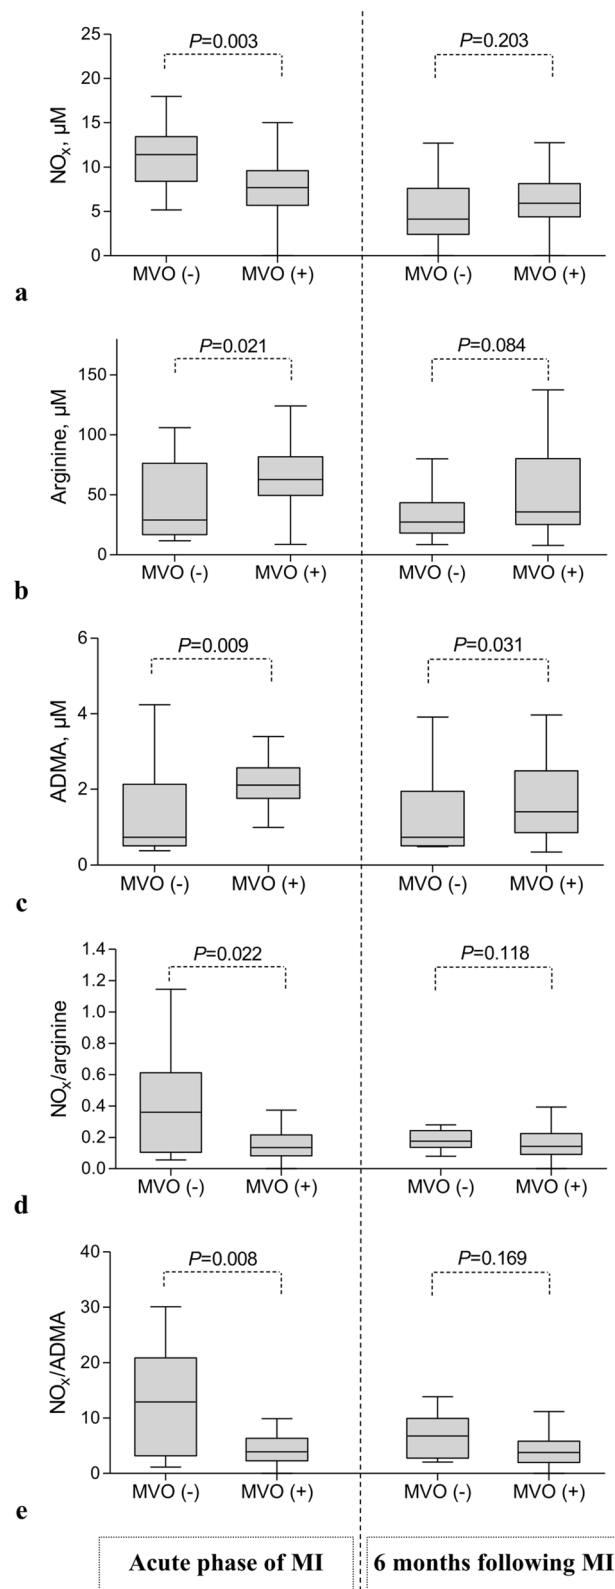 P=0.003
P=0.203
25
20
15
10
5
0
NOx, µM
MVO (-)
MVO (+)
MVO (-)
MVO (+)
a
P=0.021
P=0.084
150
100
50
0
Arginine, µM
MVO (-)
MVO (+)
MVO (-)
MVO (+)
b
P=0.009
P=0.031
6
4
2
0
ADMA, µM
MVO (-)
MVO (+)
MVO (-)
MVO (+)
c
P=0.022
P=0.118
1.4
1.2
1.0
0.8
0.6
0.4
0.2
0.0
NOx/arginine
MVO (-)
MVO (+)
MVO (-)
MVO (+)
d
P=0.008
P=0.169
40
30
20
10
0
NOx/ADMA
MVO (-)
MVO (+)
MVO (-)
MVO (+)
e
Acute phase of MI
6 months following MI